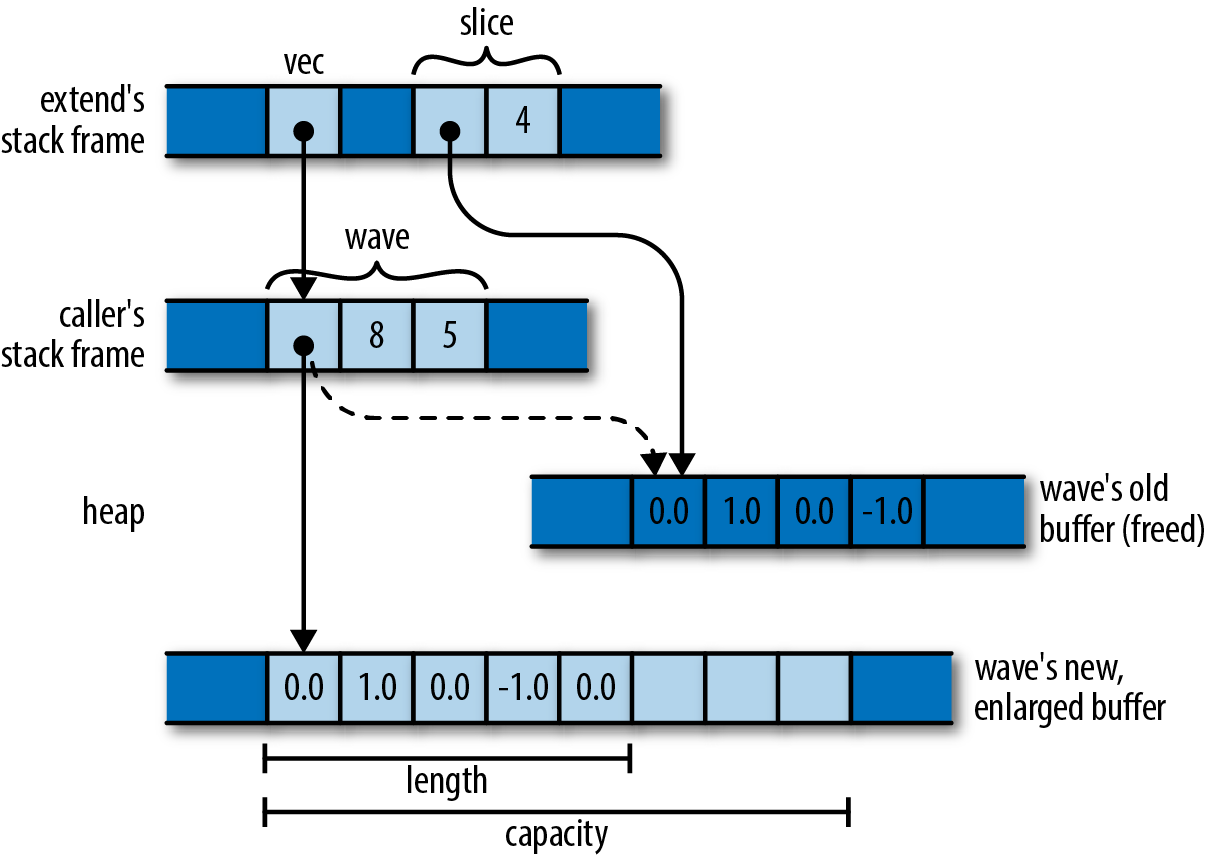 slice
vec
extend's
stack frame
4
wave
caller's
stack frame
8 5
heap
0.0 1.0 0.0 -1.0
wave's old
buffer (freed)
0.0 1.0 0.0 -1.0 0.0
wave's new,
enlarged buffer
length
capacity